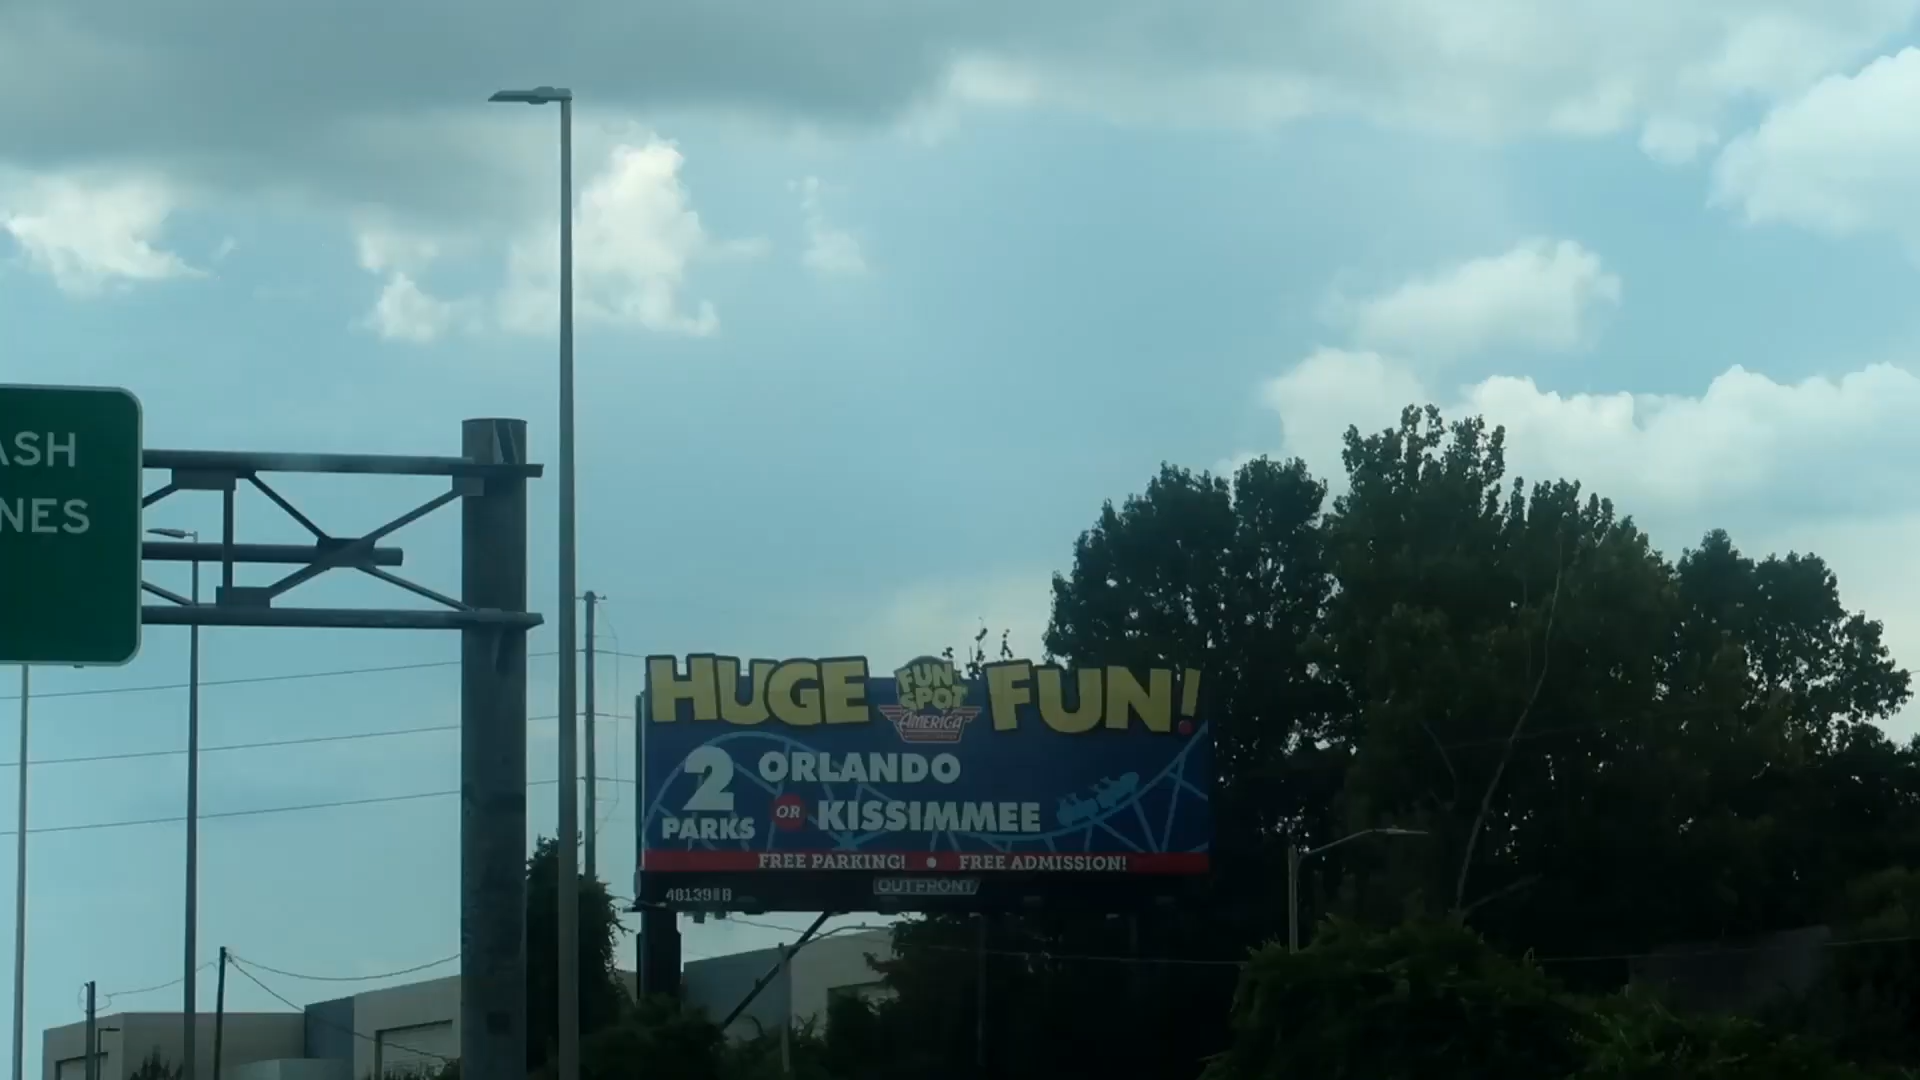 ASH
NES
HUGE FUN SPOT AMERICA FUN!
2 PARKS
ORLANDO
OR KISSIMMEE
FREE PARKING! • FREE ADMISSION!
OUTFRONT